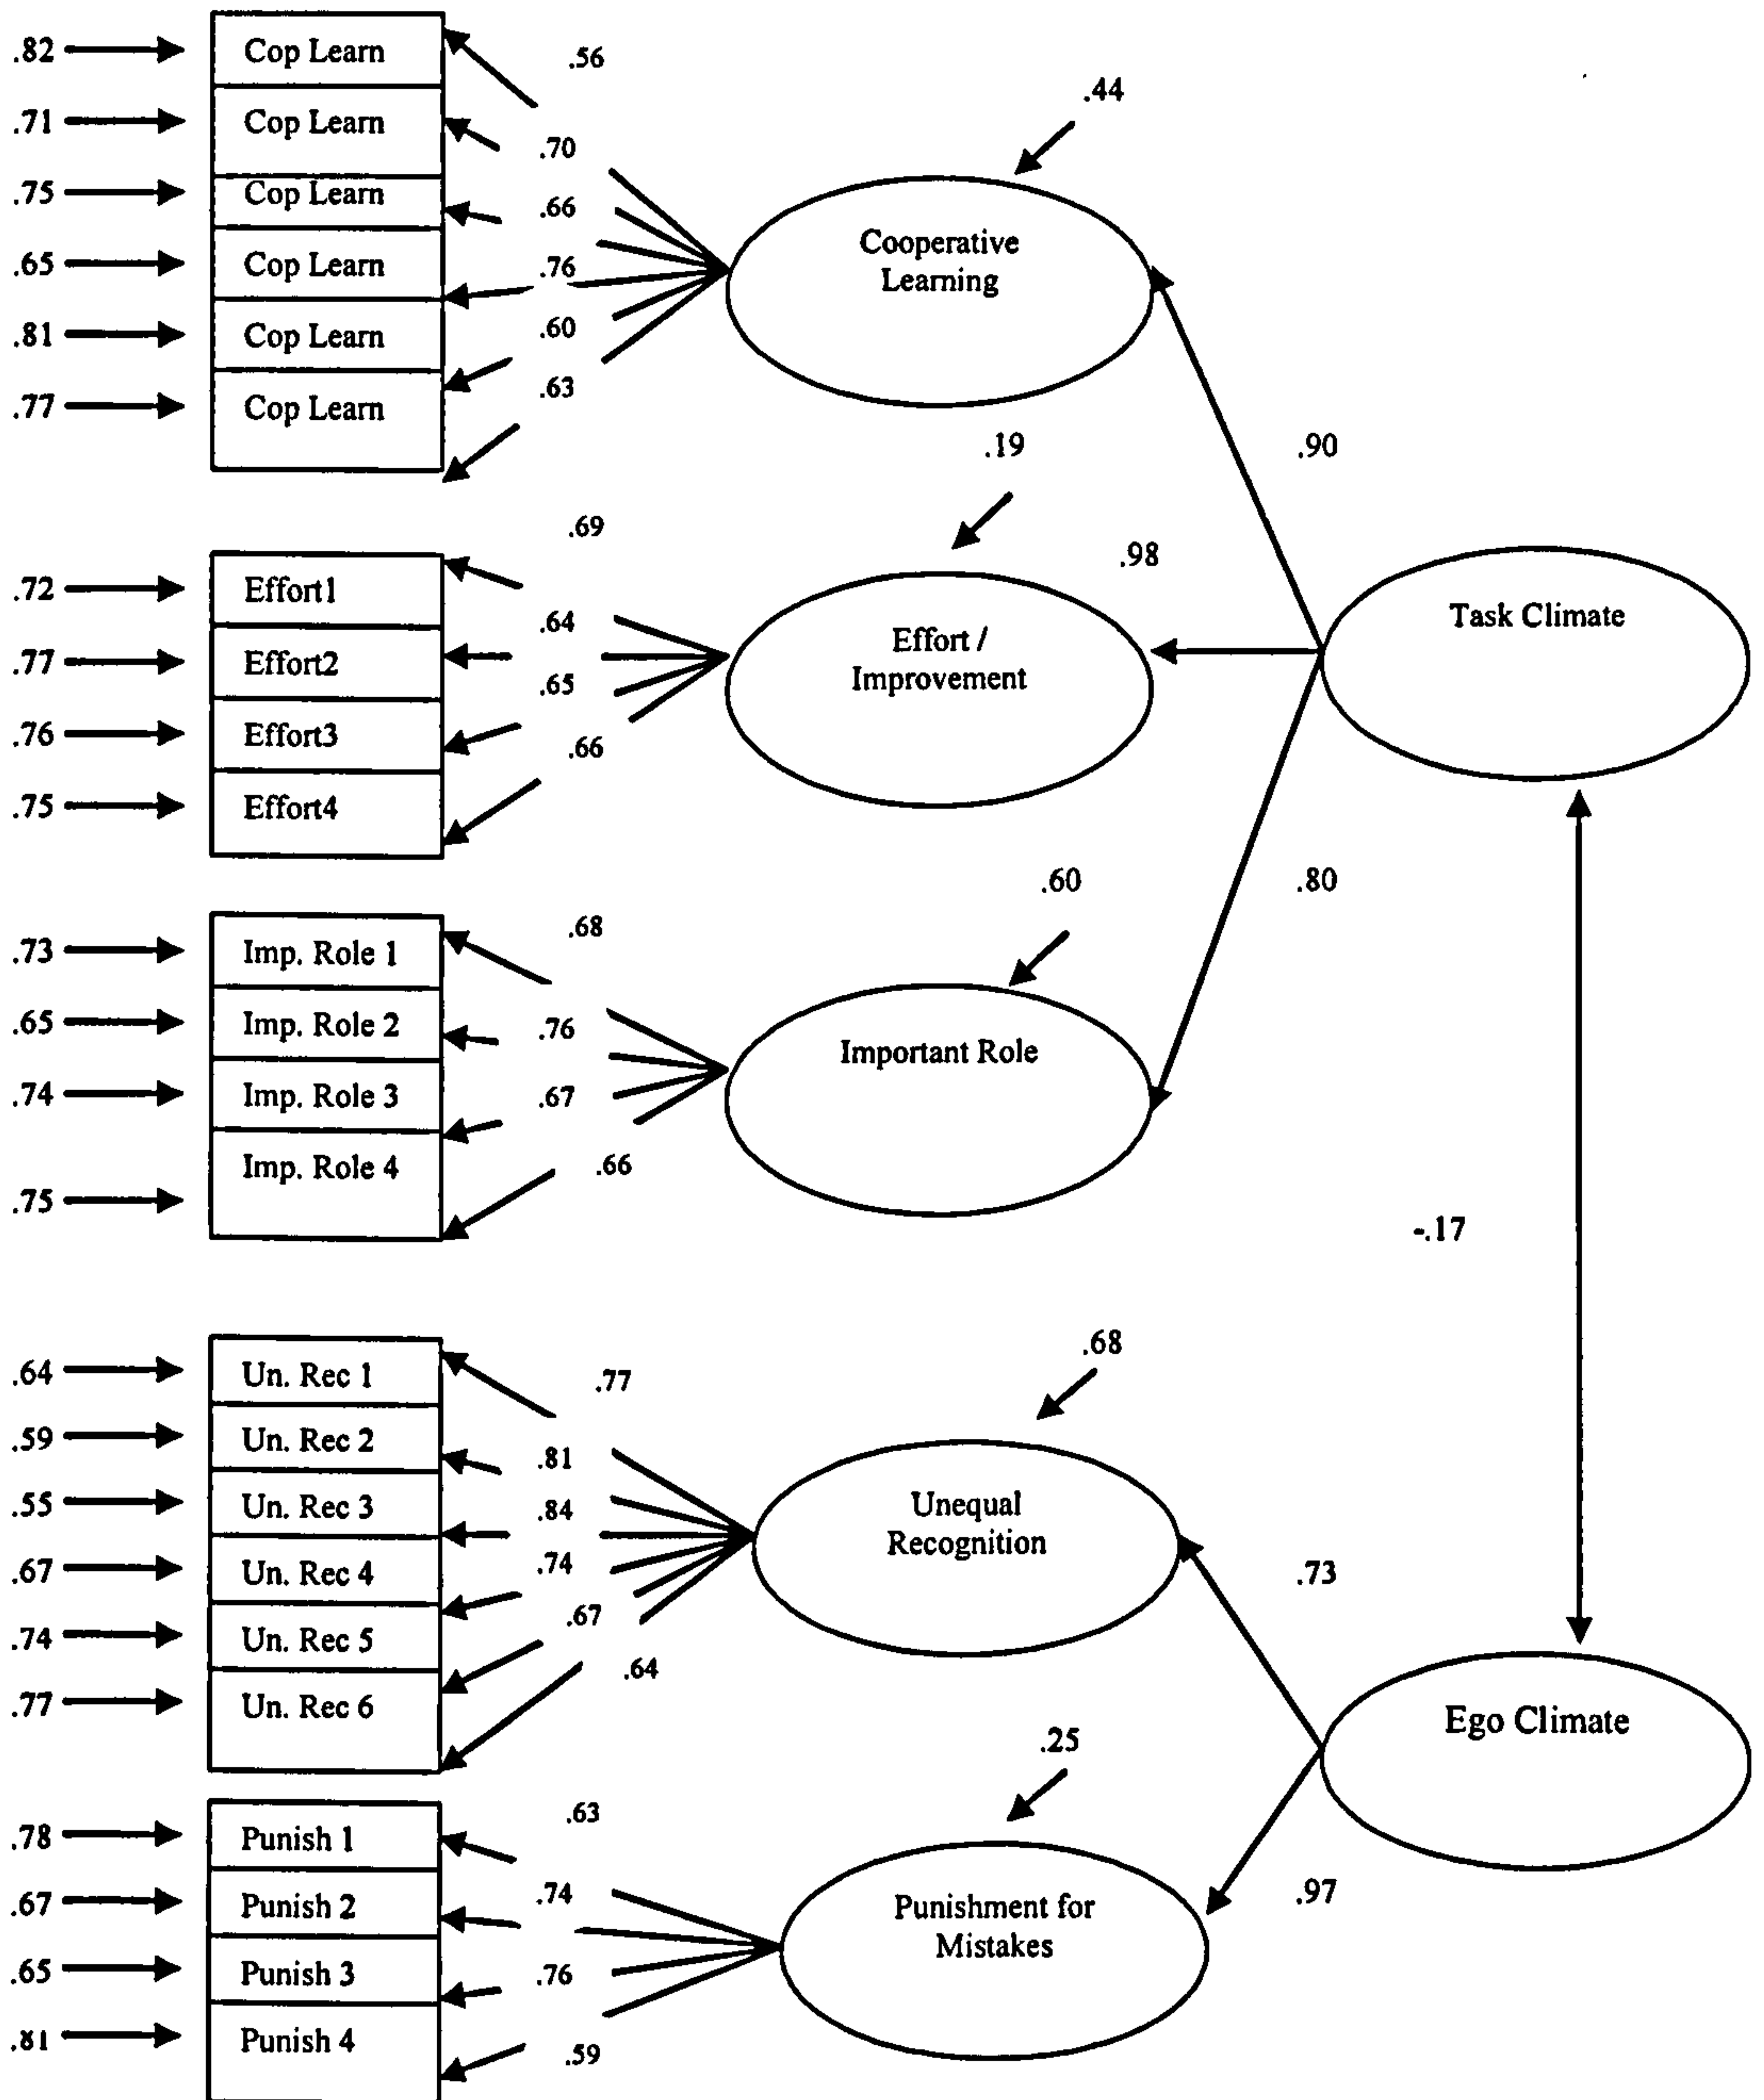 .82
Cop Learn
.56
.71
Cop Learn
.70
.75
Cop Learn
.66
.65
Cop Learn
.76
.81
Cop Learn
.60
.77
Cop Learn
.63
.44
Cooperative
Learning
.90
.69
.72
Effort1
.64
.77
Effort2
.65
.76
Effort3
.66
.75
Effort4
.19
Effort /
Improvement
.98
Task Climate
.68
.73
Imp. Role 1
.76
.65
Imp. Role 2
.67
.74
Imp. Role 3
.66
.75
Imp. Role 4
.60
Important Role
.80
-.17
.64
Un. Rec 1
.77
.59
Un. Rec 2
.81
.55
Un. Rec 3
.84
.67
Un. Rec 4
.74
.74
Un. Rec 5
.67
.77
Un. Rec 6
.64
.68
Unequal
Recognition
.73
Ego Climate
.78
Punish 1
.63
.67
Punish 2
.74
.65
Punish 3
.76
.81
Punish 4
.59
.25
Punishment for
Mistakes
.97